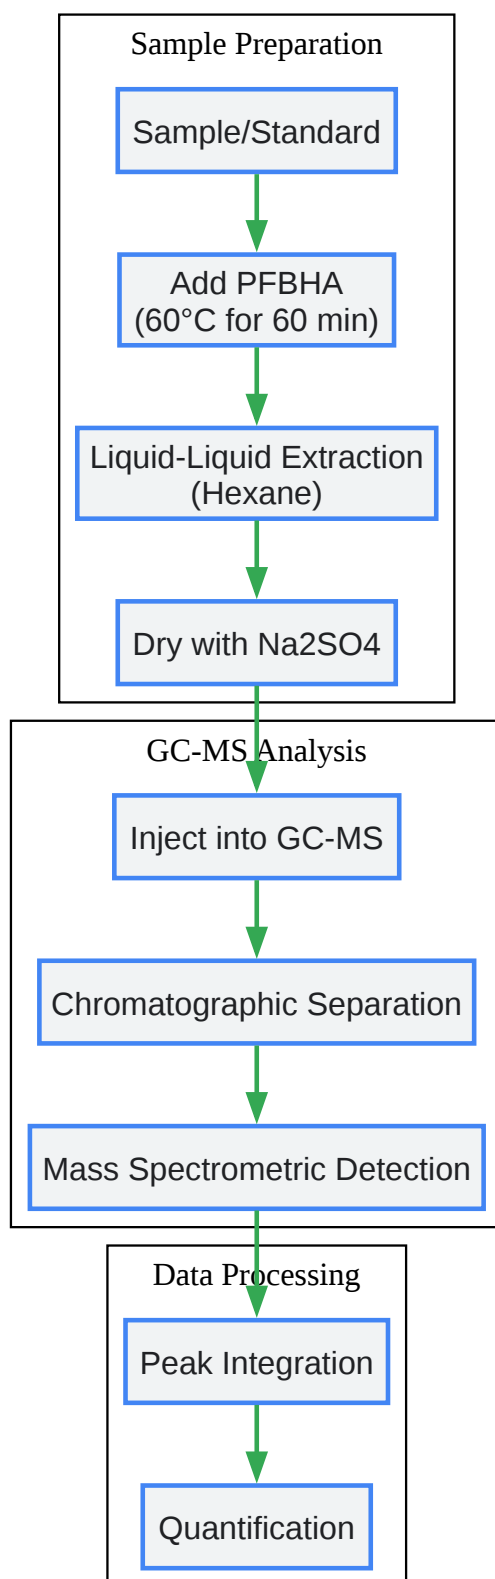 Sample Preparation
Sample/Standard
Add PFBHA
(60°C for 60 min)
Liquid-Liquid Extraction
(Hexane)
Dry with Na2SO4
GC-MS Analysis
Inject into GC-MS
Chromatographic Separation
Mass Spectrometric Detection
Data Processing
Peak Integration
Quantification